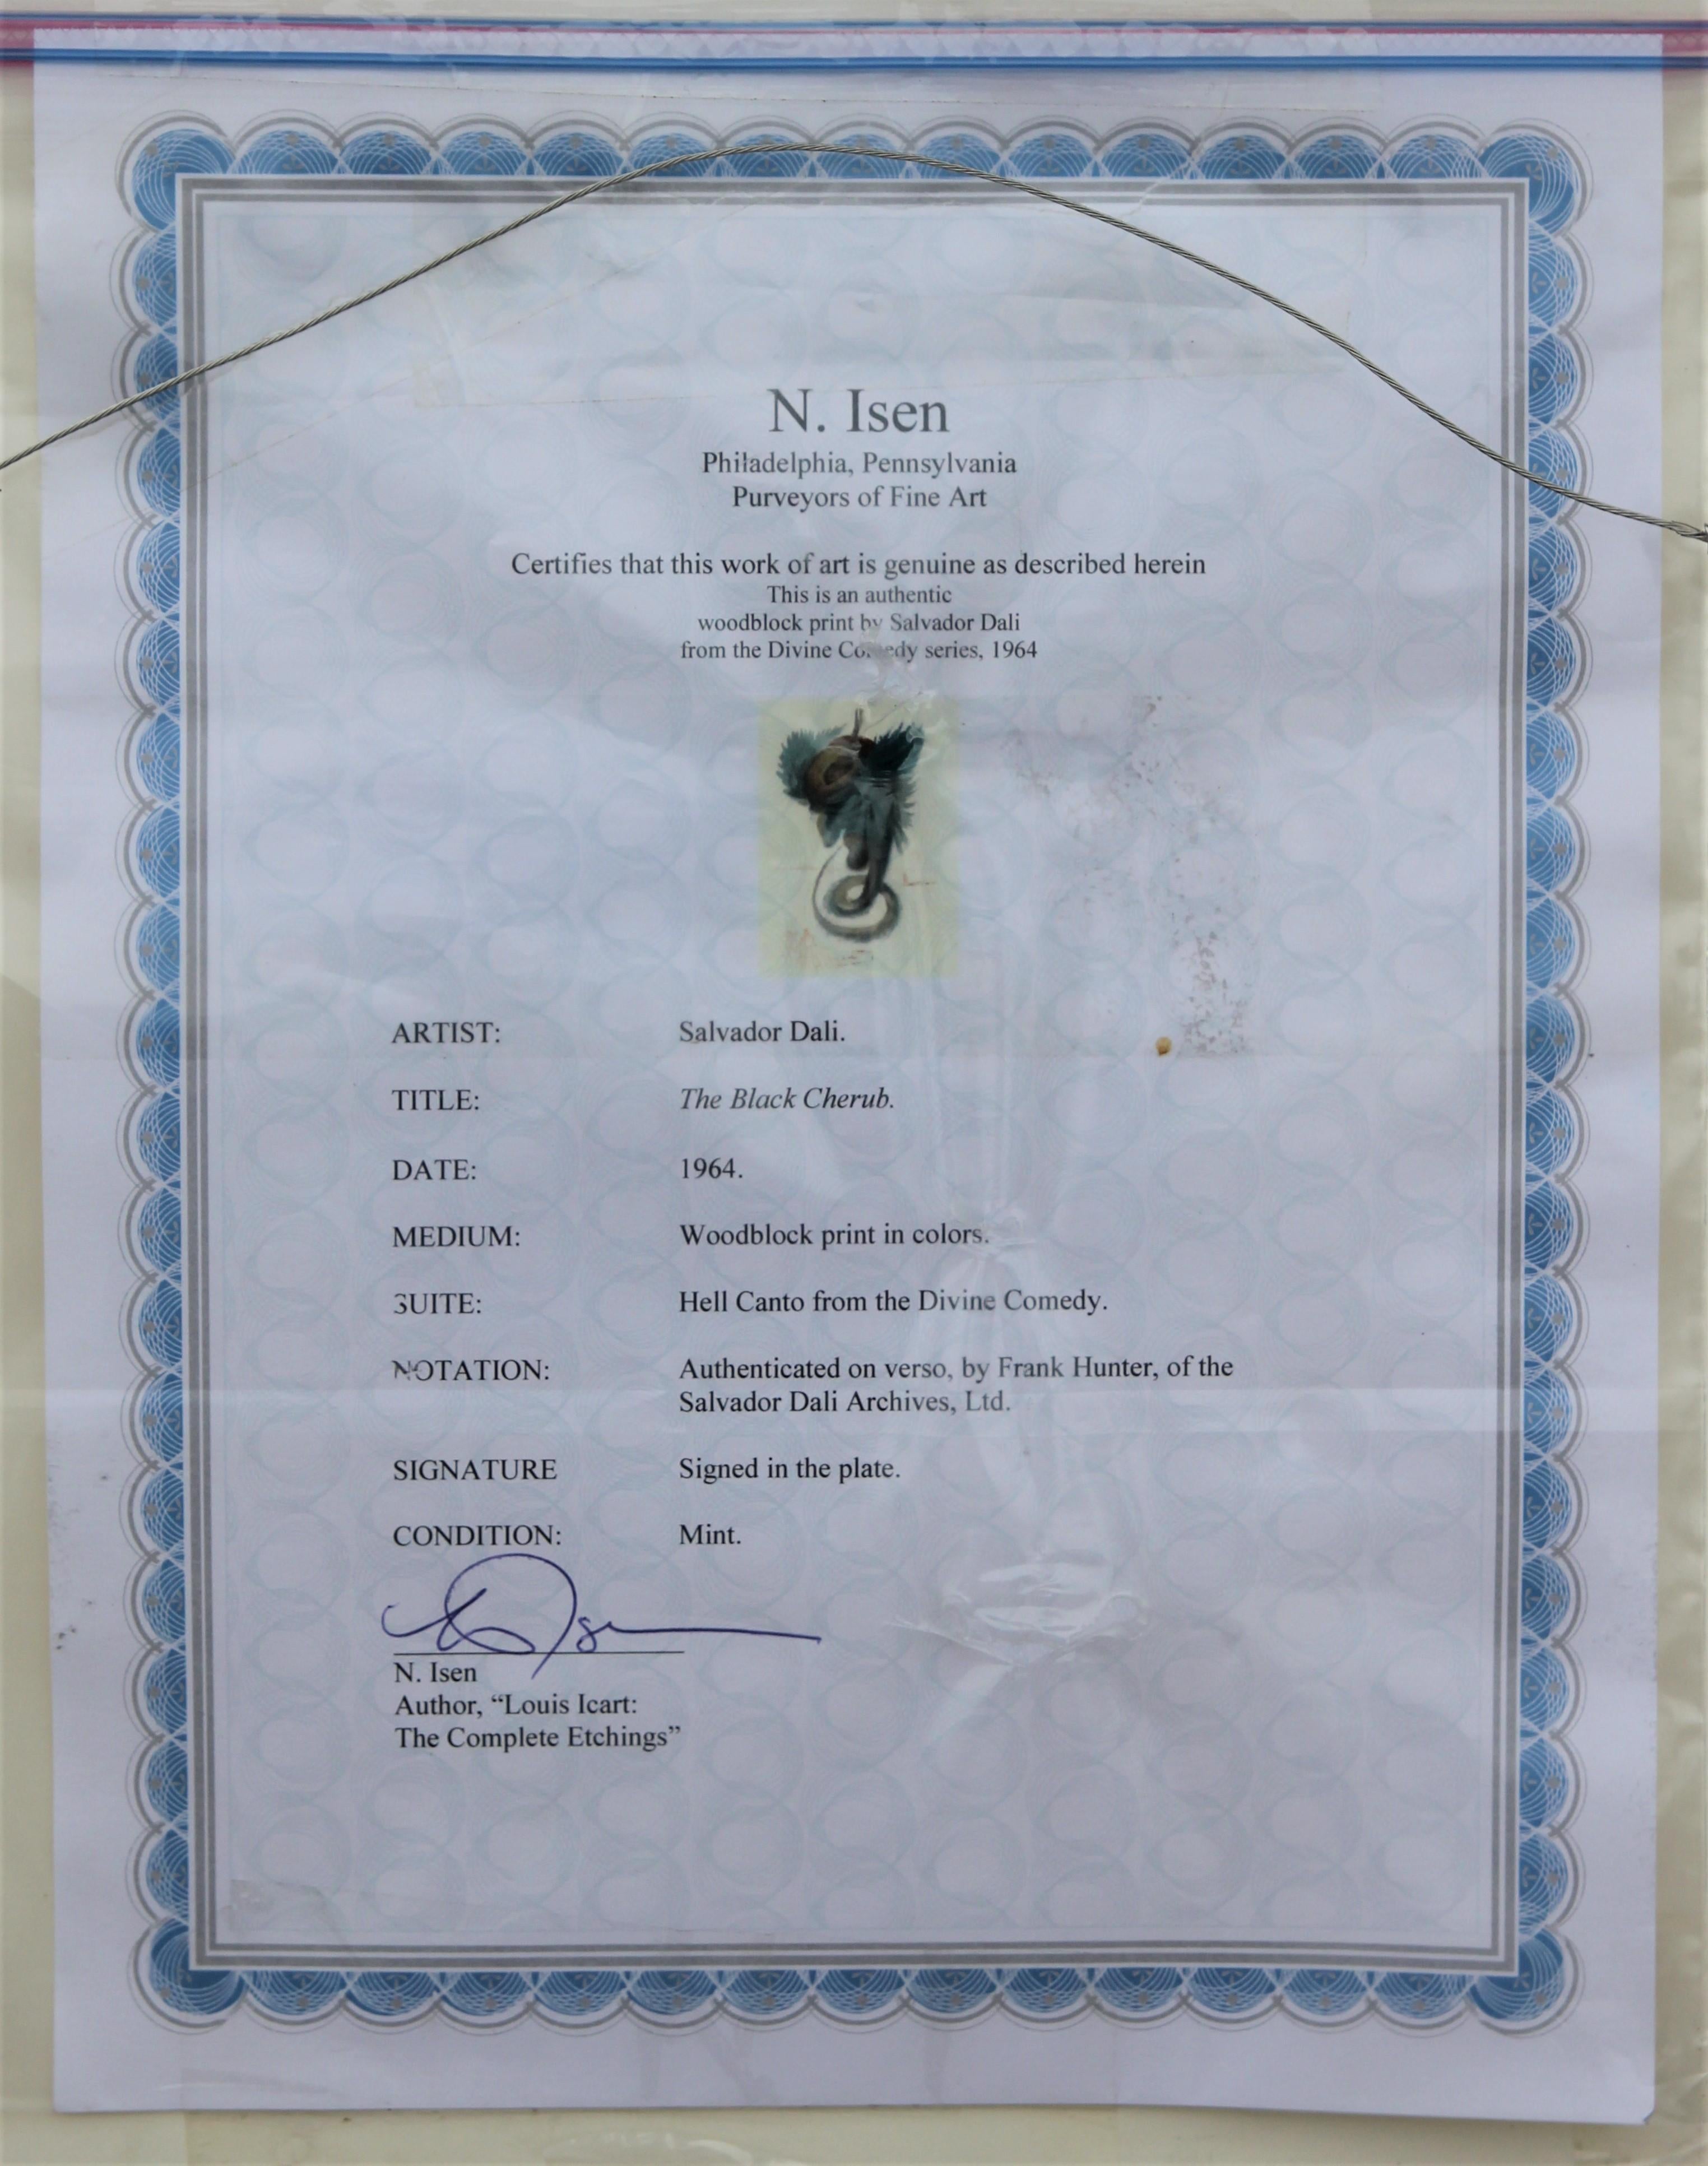 N. Isen
Philadelphia, Pennsylvania
Purveyors of Fine Art
Certifies that this work of art is genuine as described herein
This is an authentic
woodblock print by Salvador Dali
from the Divine Comedy series, 1964
ARTIST: Salvador Dali.
TITLE: The Black Cherub.
DATE: 1964.
MEDIUM: Woodblock print in colors.
SUITE: Hell Canto from the Divine Comedy.
NOTATION: Authenticated on verso, by Frank Hunter, of the
Salvador Dali Archives, Ltd.
SIGNATURE Signed in the plate.
CONDITION: Mint.
N. Isen
Author, “Louis Icart:
The Complete Etchings”